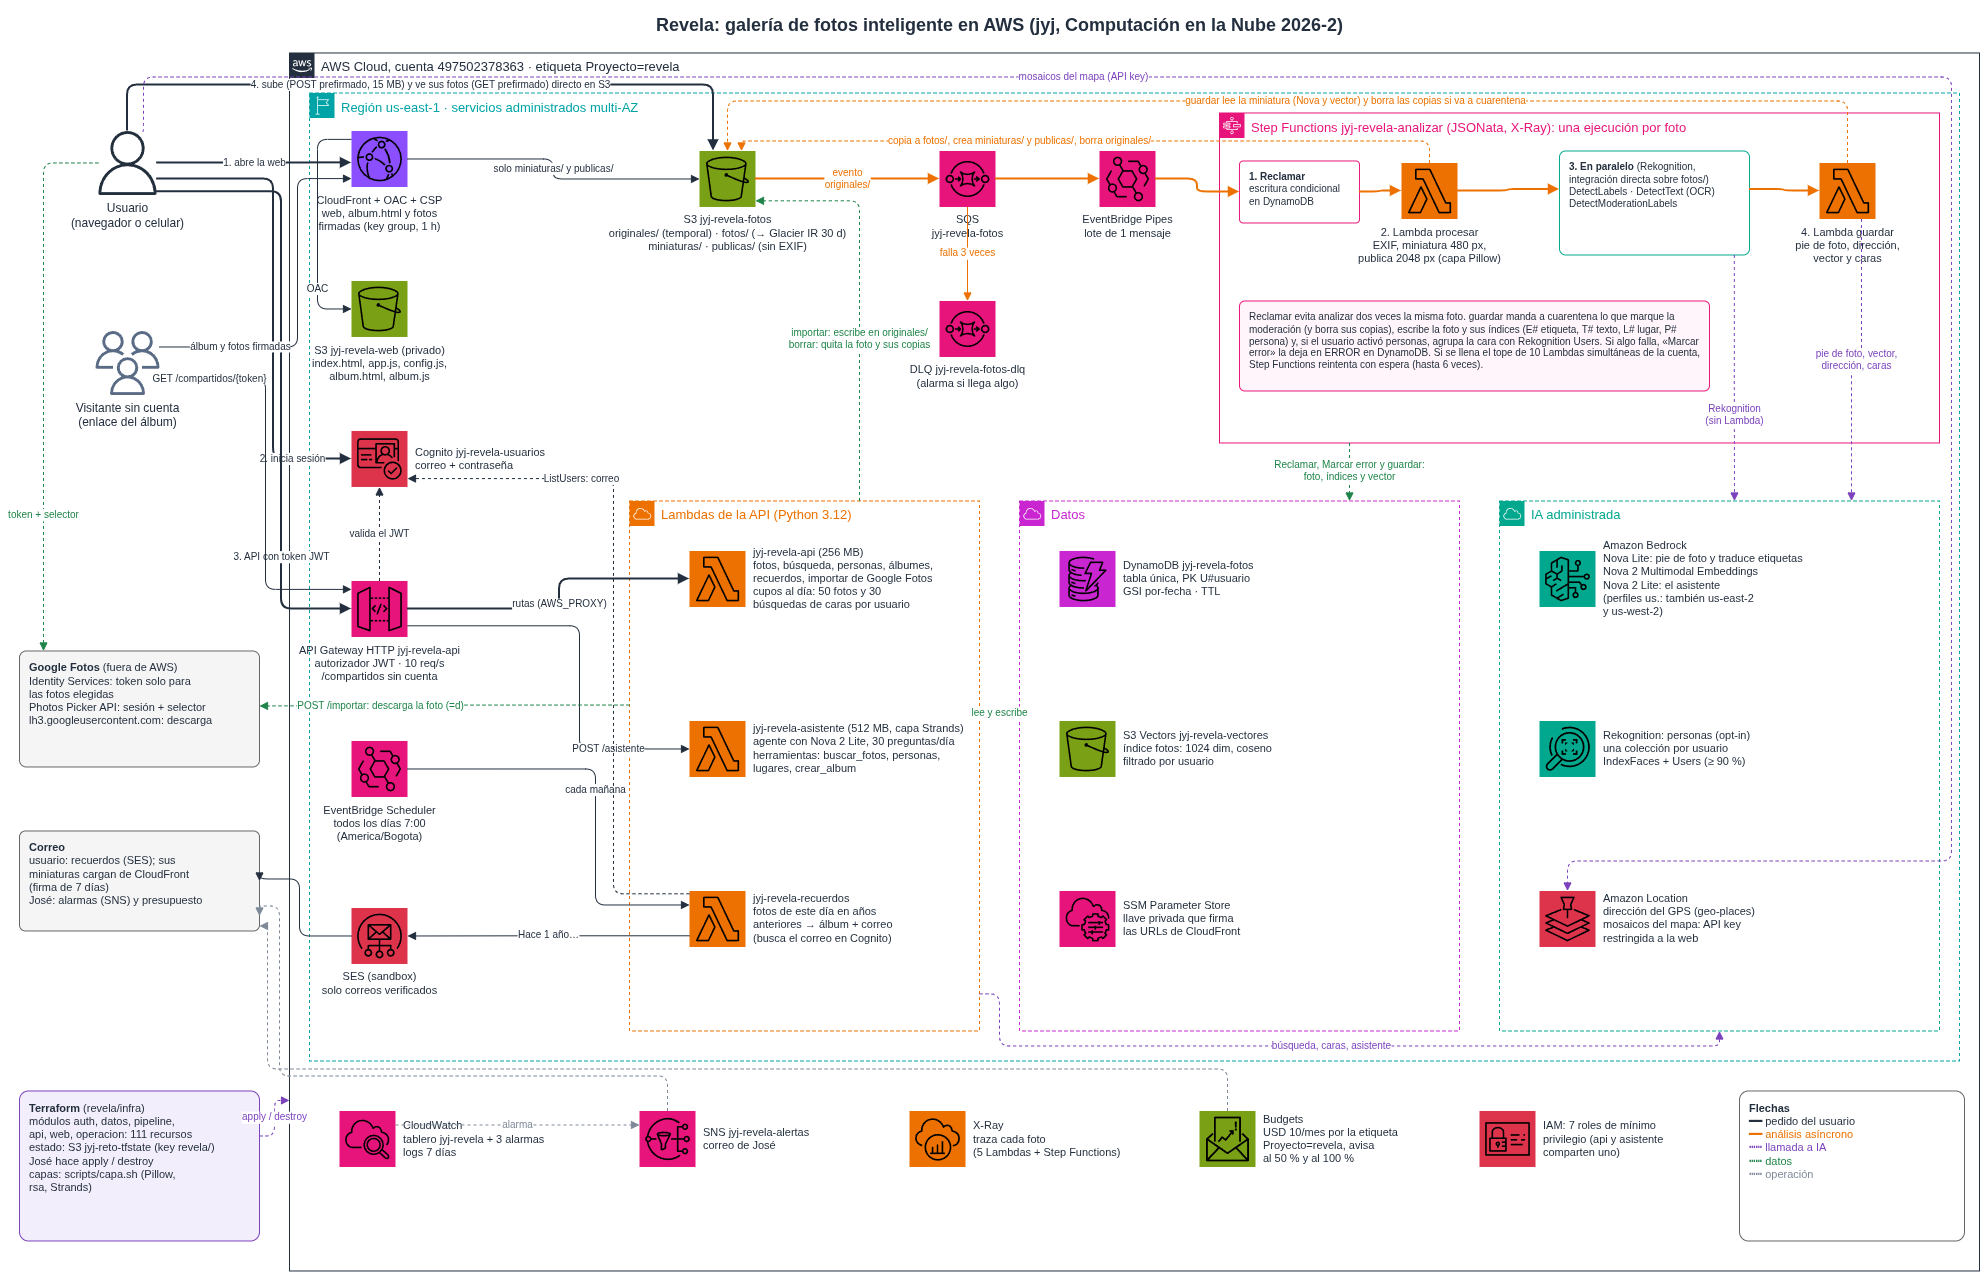 Revela: galería de fotos inteligente en AWS (jyj, Computación en la Nube 2026-2)
aws
AWS Cloud, cuenta 497502378363 · etiqueta Proyecto=revela
mosaicos del mapa (API key)
4. sube (POST prefirmado, 15 MB) y ve sus fotos (GET prefirmado) directo en S3
Región us-east-1 · servicios administrados multi-AZ
guardar lee la miniatura (Nova y vector) y borra las copias si va a cuarentena
Step Functions jyj-revela-analizar (JSONata, X-Ray): una ejecución por foto
copia a fotos/, crea miniaturas/ y publicas/, borra originales/
1. abre la web
solo miniaturas/ y publicas/
evento
originales/
Usuario
(navegador o celular)
CloudFront + OAC + CSP
web, album.html y fotos
firmadas (key group, 1 h)
S3 jyj-revela-fotos
originales/ (temporal) · fotos/ (→ Glacier IR 30 d)
miniaturas/ · publicas/ (sin EXIF)
SQS
jyj-revela-fotos
falla 3 veces
EventBridge Pipes
lote de 1 mensaje
1. Reclamar
escritura condicional
en DynamoDB
2. Lambda procesar
EXIF, miniatura 480 px,
publica 2048 px (capa Pillow)
3. En paralelo (Rekognition,
integración directa sobre fotos/)
DetectLabels · DetectText (OCR)
DetectModerationLabels
4. Lambda guardar
pie de foto, dirección,
vector y caras
OAC
S3 jyj-revela-web (privado)
index.html, app.js, config.js,
album.html, album.js
importar: escribe en originales/
borrar: quita la foto y sus copias
DLQ jyj-revela-fotos-dlq
(alarma si llega algo)
Reclamar evita analizar dos veces la misma foto. guardar manda a cuarentena lo que marque la
moderación (y borra sus copias), escribe la foto y sus índices (E# etiqueta, T# texto, L# lugar, P#
persona) y, si el usuario activó personas, agrupa la cara con Rekognition Users. Si algo falla, «Marcar
error» la deja en ERROR en DynamoDB. Si se llena el tope de 10 Lambdas simultáneas de la cuenta,
Step Functions reintenta con espera (hasta 6 veces).
pie de foto, vector,
dirección, caras
Rekognition
(sin Lambda)
álbum y fotos firmadas
GET /compartidos/{token}
Visitante sin cuenta
(enlace del álbum)
2. inicia sesión
Cognito jyj-revela-usuarios
correo + contraseña
ListUsers: correo
Reclamar, Marcar error y guardar:
foto, índices y vector
token + selector
valida el JWT
3. API con token JWT
rutas (AWS_PROXY)
API Gateway HTTP jyj-revela-api
autorizador JWT · 10 req/s
/compartidos sin cuenta
Lambdas de la API (Python 3.12)
jyj-revela-api (256 MB)
fotos, búsqueda, personas, álbumes,
recuerdos, importar de Google Fotos
cupos al día: 50 fotos y 30
búsquedas de caras por usuario
Datos
DynamoDB jyj-revela-fotos
tabla única, PK U#usuario
GSI por-fecha · TTL
IA administrada
Amazon Bedrock
Nova Lite: pie de foto y traduce etiquetas
Nova 2 Multimodal Embeddings
Nova 2 Lite: el asistente
(perfiles us.: también us-east-2
y us-west-2)
Google Fotos (fuera de AWS)
Identity Services: token solo para
las fotos elegidas
Photos Picker API: sesión + selector
lh3.googleusercontent.com: descarga
POST /importar: descarga la foto (=d)
lee y escribe
POST /asistente
jyj-revela-asistente (512 MB, capa Strands)
agente con Nova 2 Lite, 30 preguntas/día
herramientas: buscar_fotos, personas,
lugares, crear_album
S3 Vectors jyj-revela-vectores
índice fotos: 1024 dim, coseno
filtrado por usuario
Rekognition: personas (opt-in)
una colección por usuario
IndexFaces + Users (≥ 90 %)
cada mañana
EventBridge Scheduler
todos los días 7:00
(America/Bogota)
Correo
usuario: recuerdos (SES); sus
miniaturas cargan de CloudFront
(firma de 7 días)
José: alarmas (SNS) y presupuesto
Hace 1 año…
SES (sandbox)
solo correos verificados
jyj-revela-recuerdos
fotos de este día en años
anteriores → álbum + correo
(busca el correo en Cognito)
SSM Parameter Store
llave privada que firma
las URLs de CloudFront
Amazon Location
dirección del GPS (geo-places)
mosaicos del mapa: API key
restringida a la web
búsqueda, caras, asistente
Terraform (revela/infra)
módulos auth, datos, pipeline,
api, web, operacion: 111 recursos
estado: S3 jyj-reto-tfstate (key revela/)
José hace apply / destroy
capas: scripts/capa.sh (Pillow,
rsa, Strands)
apply / destroy
CloudWatch
tablero jyj-revela + 3 alarmas
logs 7 días
alarma
SNS jyj-revela-alertas
correo de José
X-Ray
traza cada foto
(5 Lambdas + Step Functions)
Budgets
USD 10/mes por la etiqueta
Proyecto=revela, avisa
al 50 % y al 100 %
IAM: 7 roles de mínimo
privilegio (api y asistente
comparten uno)
Flechas
pedido del usuario
análisis asíncrono
llamada a IA
datos
operación